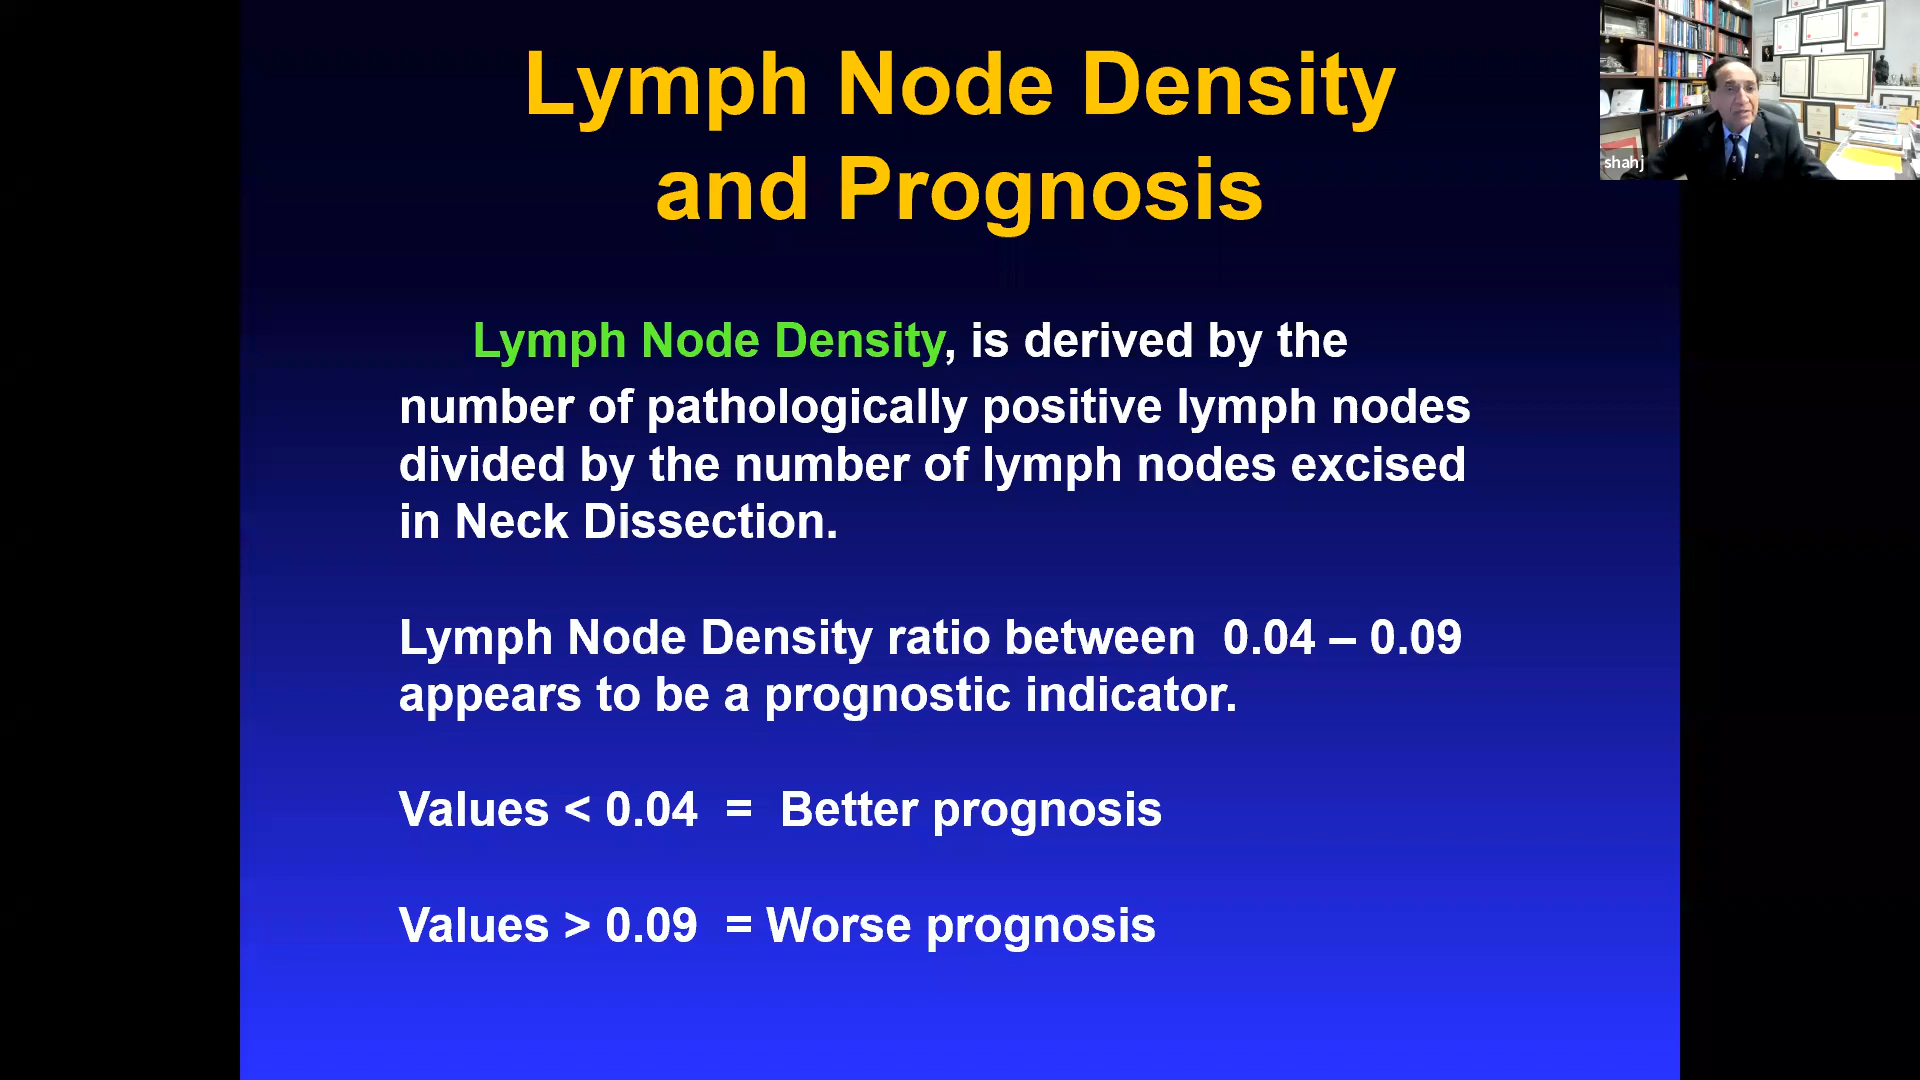 Lymph Node Density
and Prognosis
shahj
Lymph Node Density, is derived by the
number of pathologically positive lymph nodes
divided by the number of lymph nodes excised
in Neck Dissection.
Lymph Node Density ratio between 0.04 – 0.09
appears to be a prognostic indicator.
Values < 0.04 = Better prognosis
Values > 0.09 = Worse prognosis